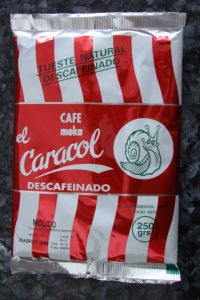 TUESTE NATURAL
DESCAFEINADO
CAFE
moka
el
Caracol
DESCAFEINADO
MOLIDO
250
grs